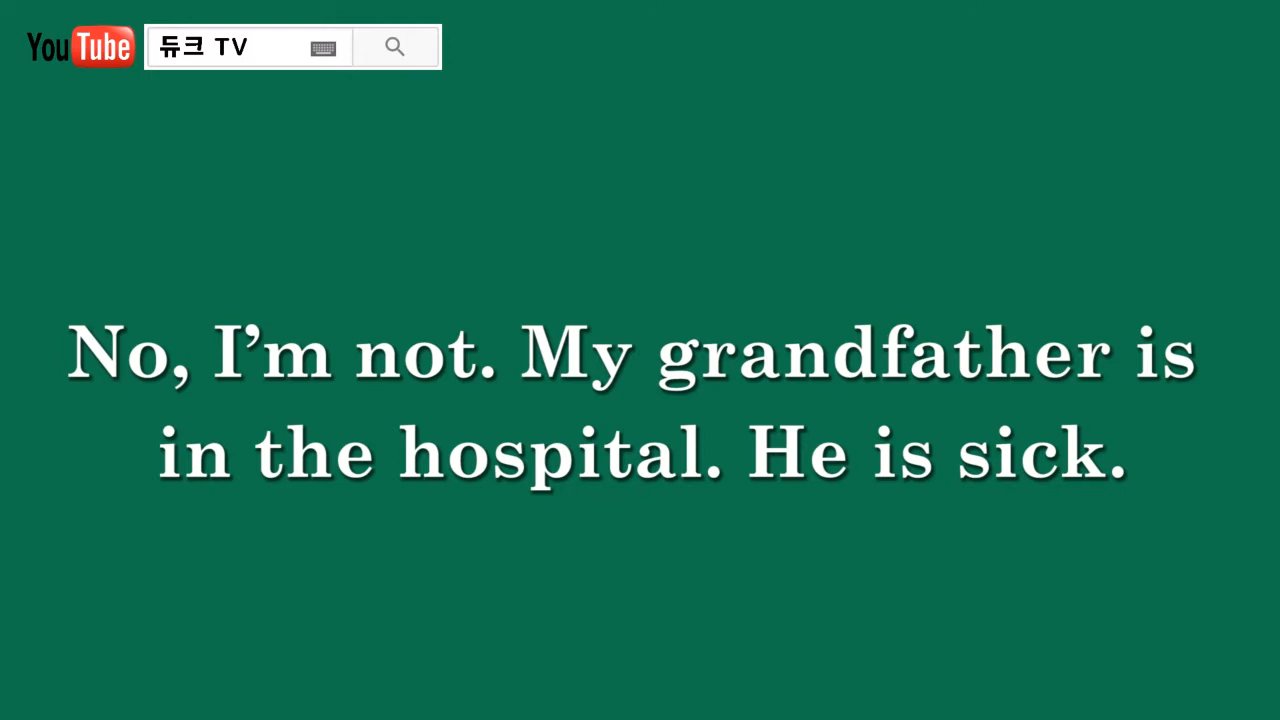 YouTube 듀크 TV
No, I’m not. My grandfather is
in the hospital. He is sick.